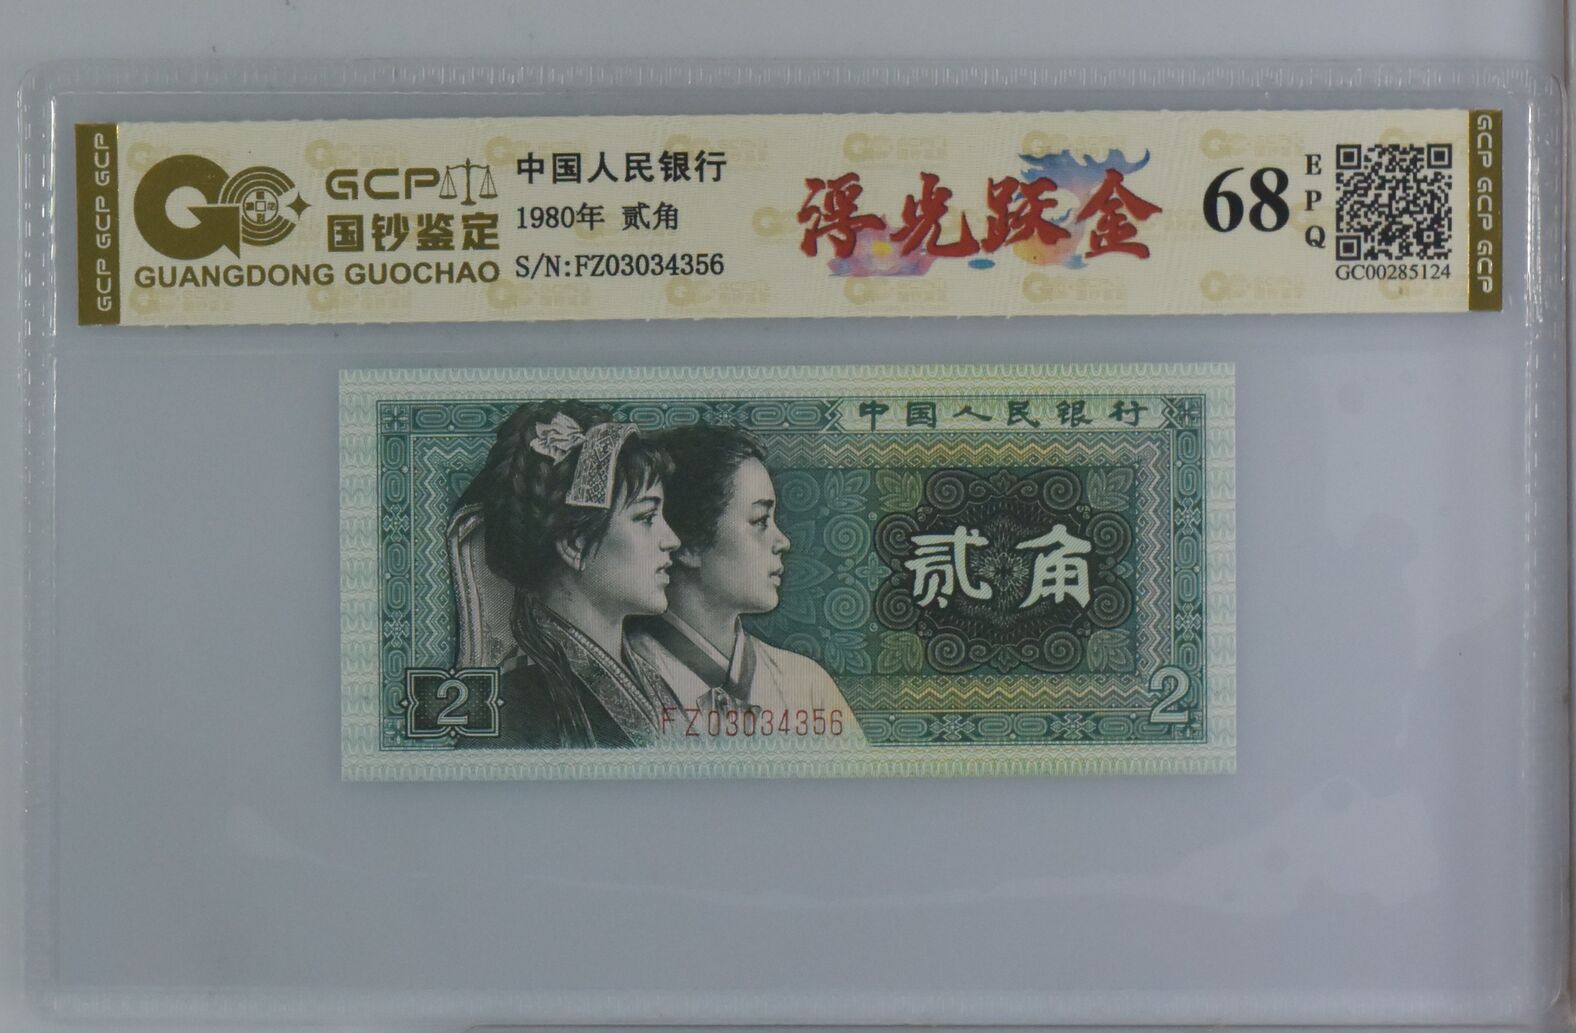 GCP GCP GCP
GCP
国钞鉴定
GUANGDONG GUOCHAO
中国人民银行
1980年 贰角
S/N:FZ03034356
浮光跃金
68
EPQ
GC00285124
GCP GCP GCP
中国人民银行
贰角
2
FZ03034356
2